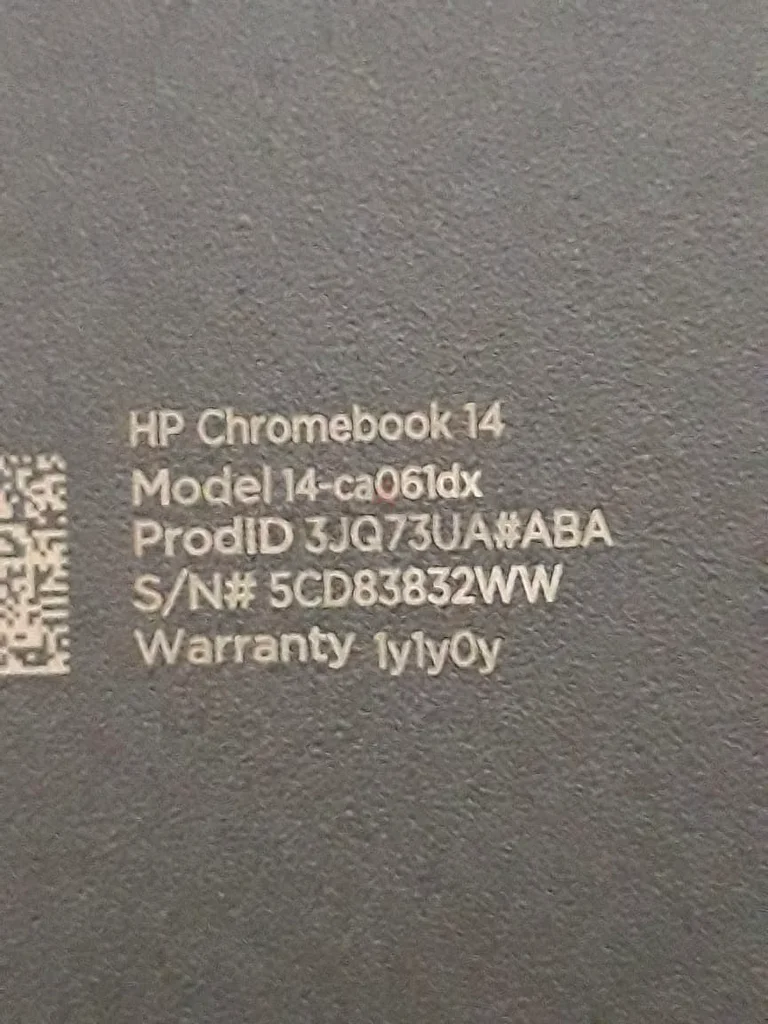 HP Chromebook 14
Model 14-ca061dx
ProdID 3JQ73UA#ABA
S/N# 5CD83832WW
Warranty 1y1y0y